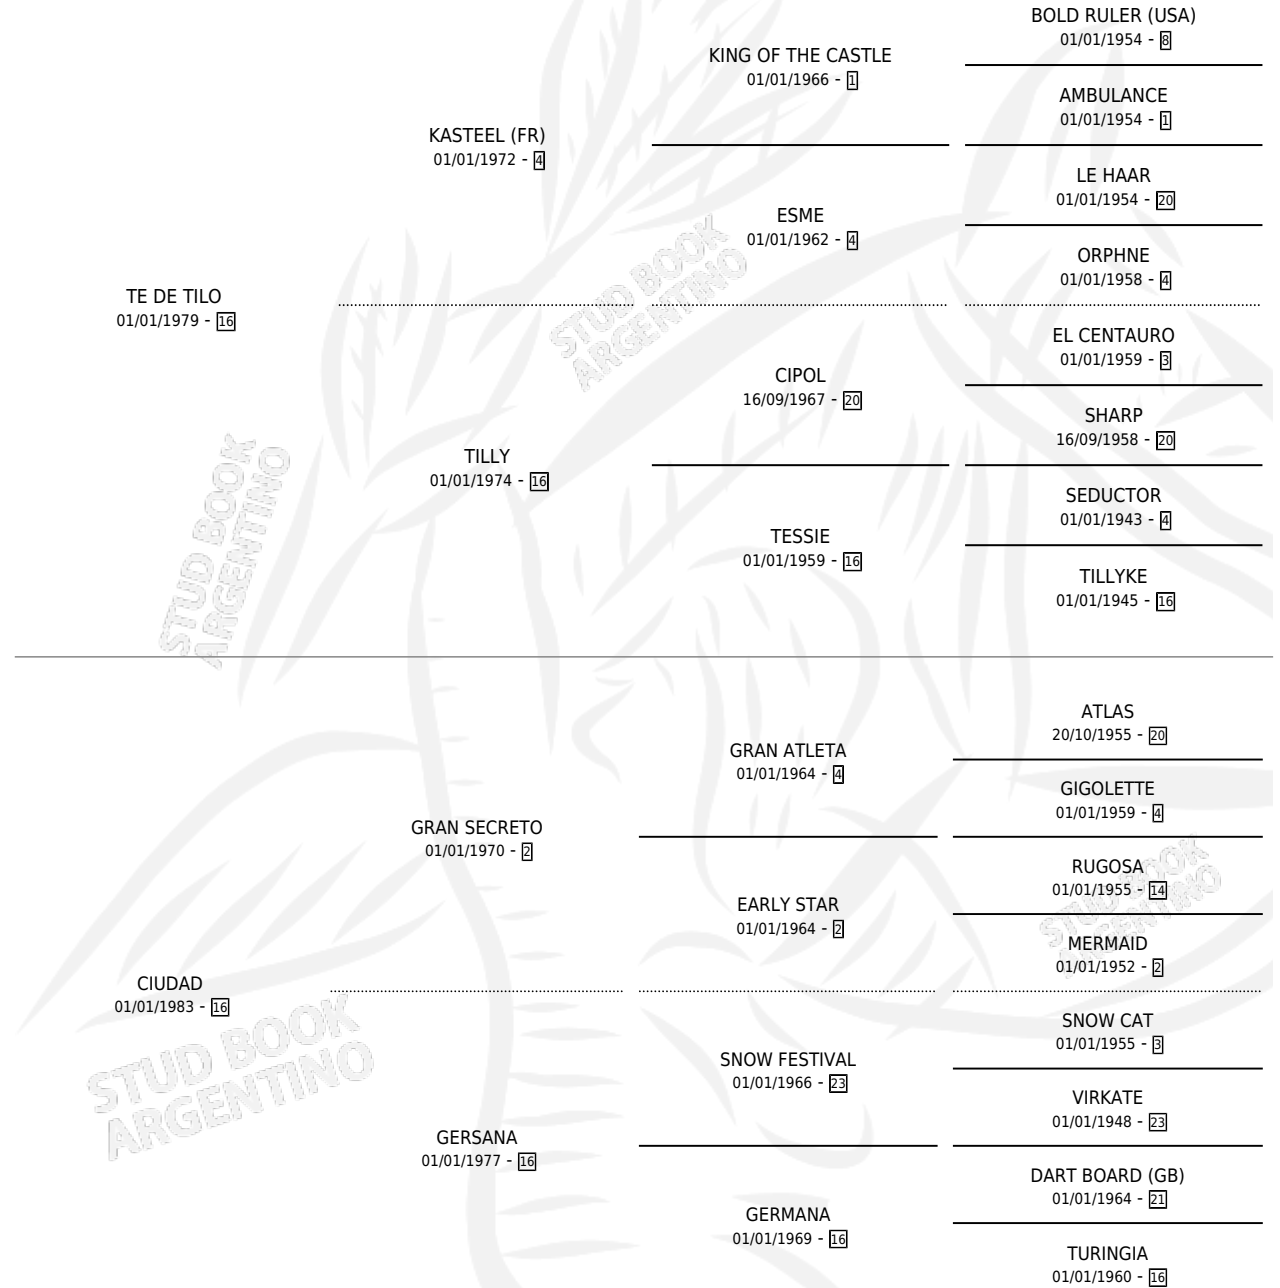 BOLD RULER (USA)
01/01/1954 - 8
KING OF THE CASTLE
01/01/1966 - 1
AMBULANCE
01/01/1954 - 1
KASTEEL (FR)
01/01/1972 - 4
LE HAAR
01/01/1954 - 20
ESME
01/01/1962 - 4
ORPHNE
01/01/1958 - 4
TE DE TILO
01/01/1979 - 16
STUD BOOK
ARGENTINO
EL CENTAURO
01/01/1959 - 3
CIPOL
16/09/1967 - 20
SHARP
16/09/1958 - 20
TILLY
01/01/1974 - 16
SEDUCTOR
01/01/1943 - 4
TESSIE
01/01/1959 - 16
TILLYKE
01/01/1945 - 16
STUD BOOK
ARGENTINO
ATLAS
20/10/1955 - 20
GRAN ATLETA
01/01/1964 - 4
GIGOLETTE
01/01/1959 - 4
GRAN SECRETO
01/01/1970 - 2
RUGOSA
01/01/1955 - 14
EARLY STAR
01/01/1964 - 2
MERMAID
01/01/1952 - 2
STUD BOOK
ARGENTINO
CIUDAD
01/01/1983 - 16
SNOW CAT
01/01/1955 - 3
SNOW FESTIVAL
01/01/1966 - 23
VIRKATE
01/01/1948 - 23
STUD BOOK
ARGENTINO
GERSANA
01/01/1977 - 16
DART BOARD (GB)
01/01/1964 - 21
GERMANA
01/01/1969 - 16
TURINGIA
01/01/1960 - 16